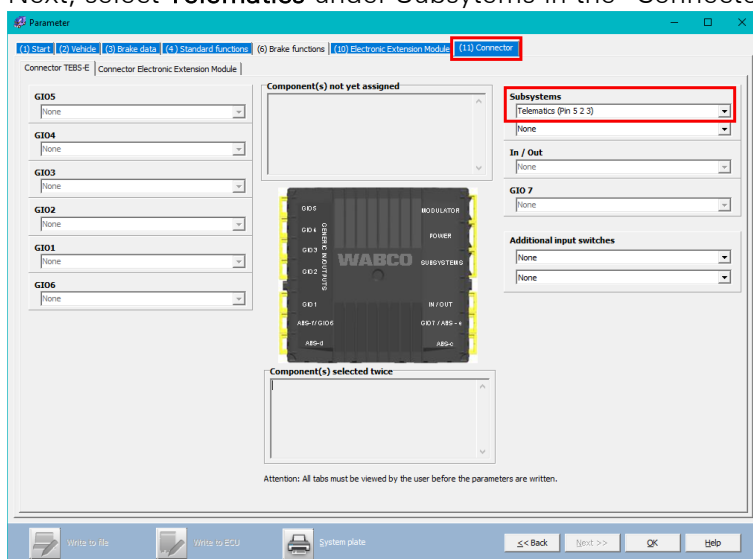 Next, select Telematics under Subsytems in the "Connecto
Parameter
(1) Start (2) Vehicle (3) Brake data (4) Standard functions (6) Brake functions (10) Electronic Extension Module (11) Connector
Connector TEBS-E Connector Electronic Extension Module
GIO5
None
GIO4
None
GIO3
None
GIO2
None
GIO1
None
GIO6
None
Component(s) not yet assigned
GIO5 MODULATOR
GIO4 POWER
GIO3 SUBSYSTEMS
GIO2
GENERIC IN/OUTPUTS
WABCO
GIO1 IN/OUT
ABS-f/GIO6 GIO7/ABS-e
ABS-d ABS-c
Component(s) selected twice
Attention: All tabs must be viewed by the user before the parameters are written.
Subsystems
Telematics (Pin 5 2 3)
None
In / Out
None
GIO 7
None
Additional input switches
None
None
Write to file Write to ECU System plate << Back Next >> OK Help